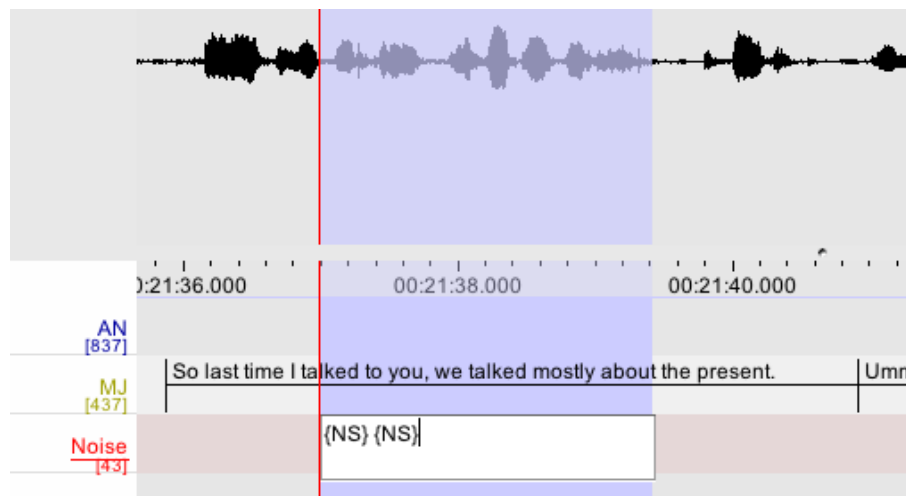 0:21:36.000 00:21:38.000 00:21:40.000
AN
[837]
So last time I talked to you, we talked mostly about the present. Umm
MJ
[437]
{NS} {NS}
Noise
[43]